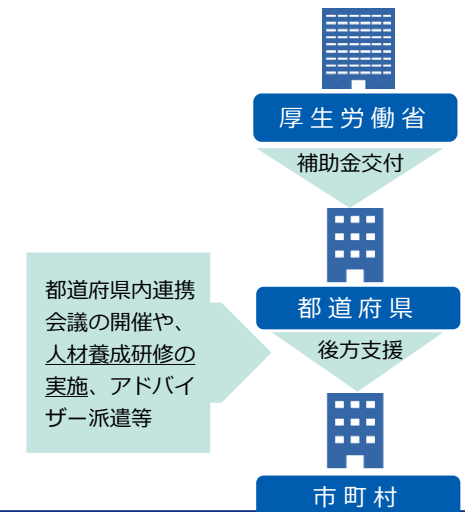 厚生労働省
補助金交付
都道府県
後方支援
都道府県内連携
会議の開催や、
人材養成研修の
実施、アドバイ
ザー派遣等
市町村